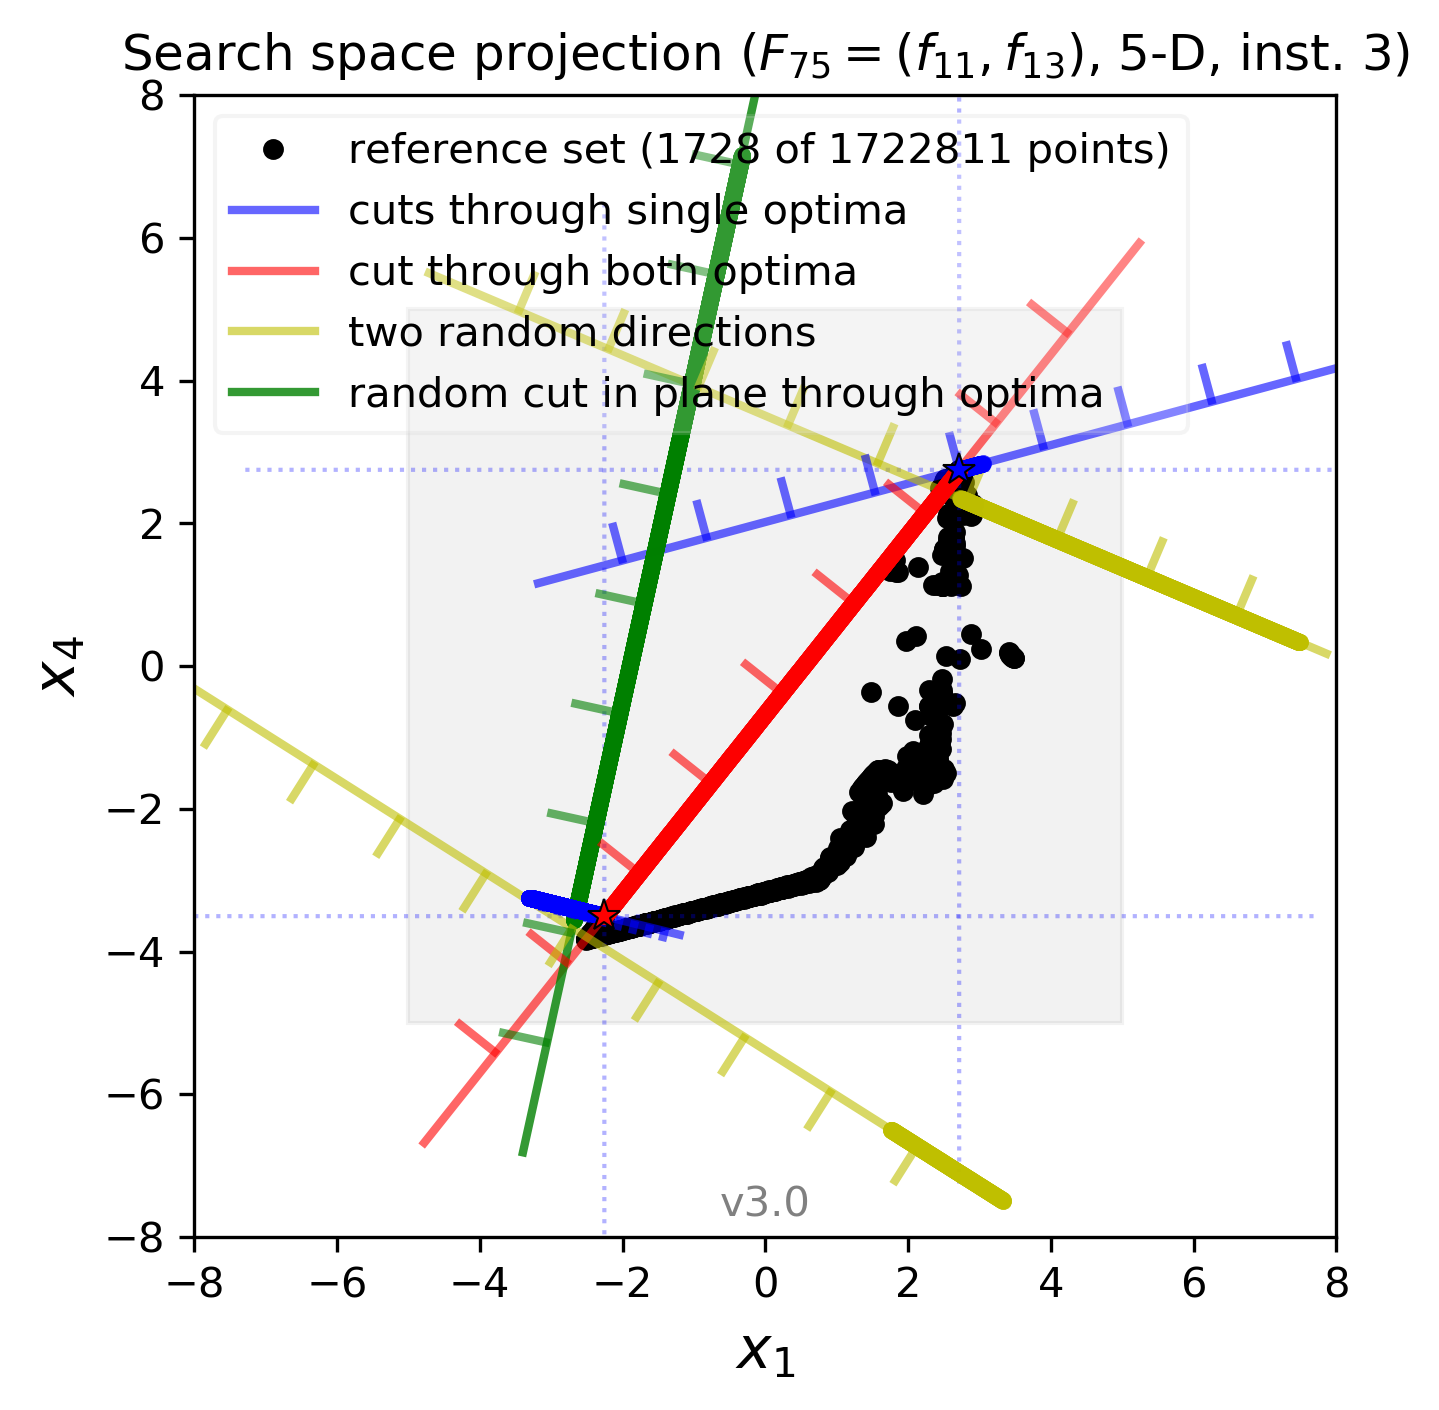 Search space projection (F75 = (f11, f13), 5-D, inst. 3)
8
6
4
2
0
−2
−4
−6
−8
x4
reference set (1728 of 1722811 points)
cuts through single optima
cut through both optima
two random directions
random cut in plane through optima
v3.0
−8 −6 −4 −2 0 2 4 6 8
x1